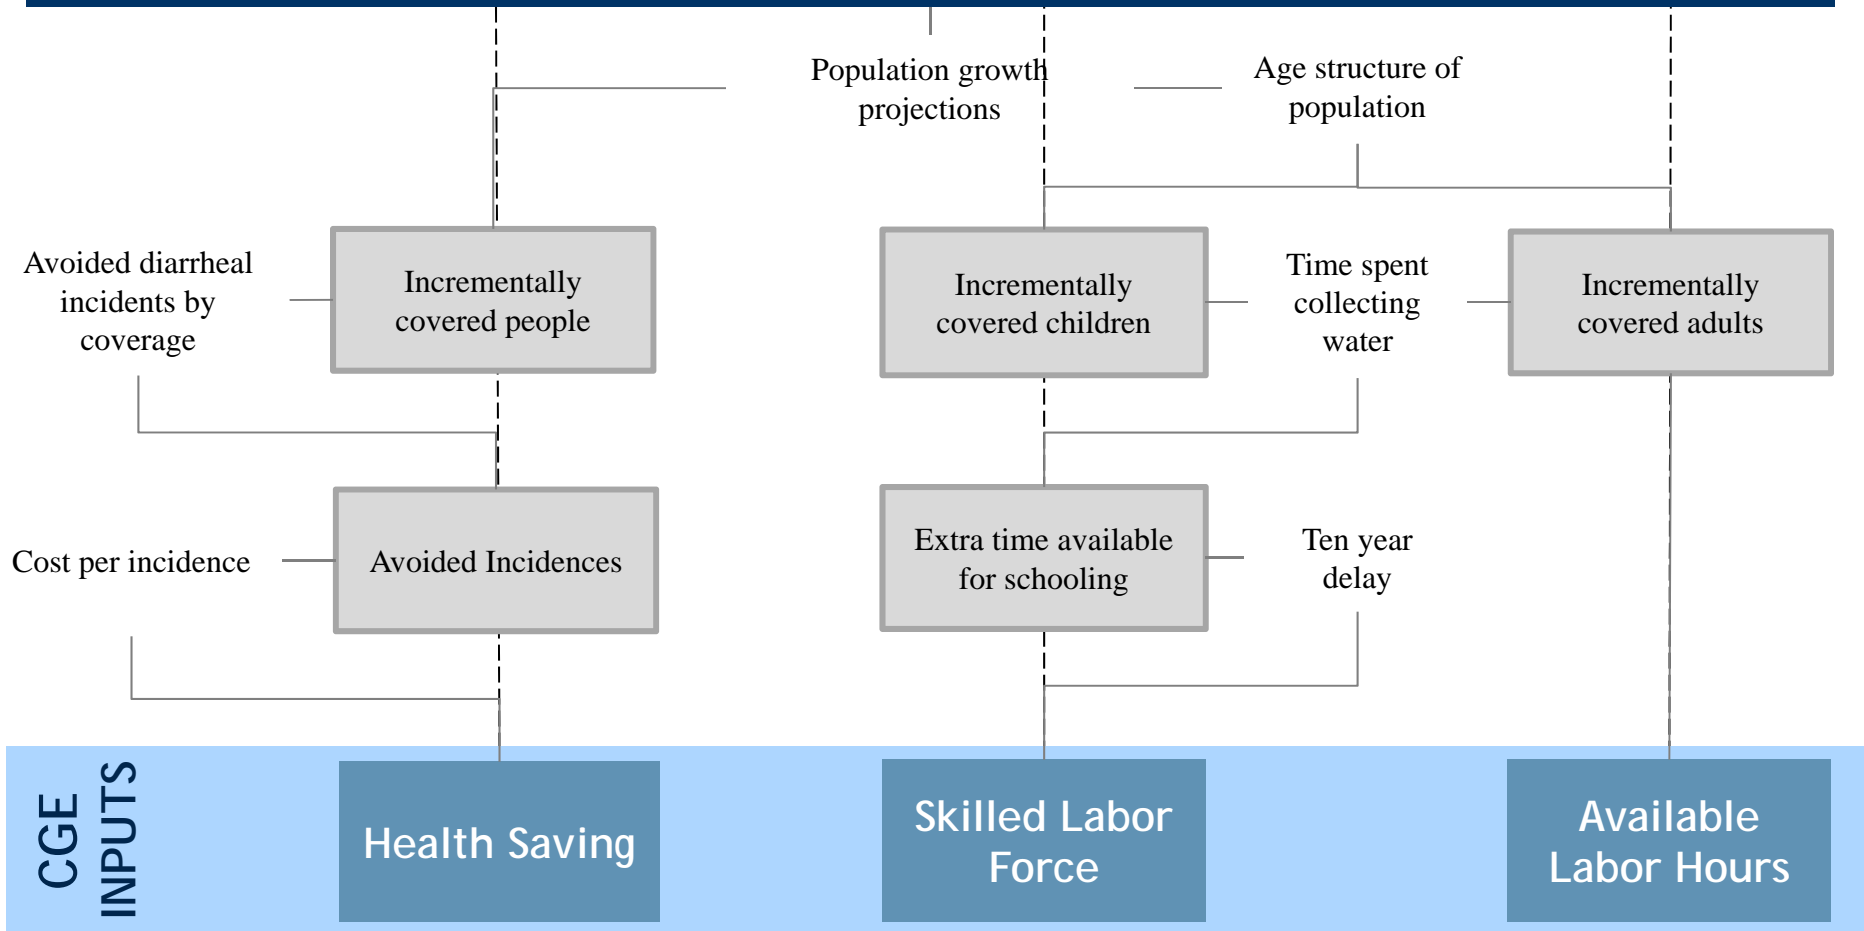 Population growth
projections
Age structure of
population
Avoided diarrheal
incidents by
coverage
Incrementally
covered people
Incrementally
covered children
Time spent
collecting
water
Incrementally
covered adults
Cost per incidence
Avoided Incidences
Extra time available
for schooling
Ten year
delay
CGE
INPUTS
Health Saving
Skilled Labor
Force
Available
Labor Hours